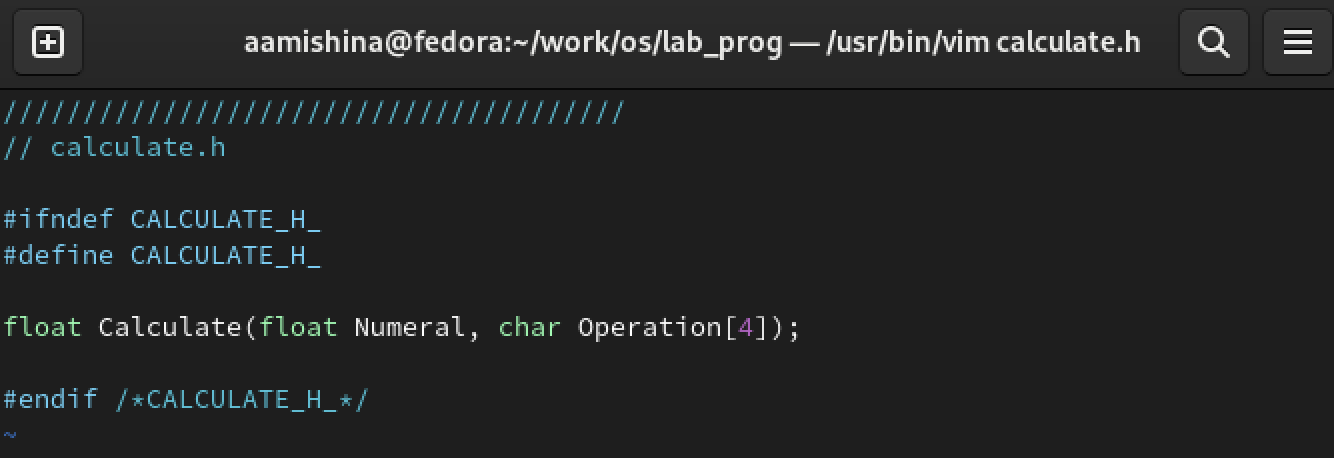 aamishina@fedora:~/work/os/lab_prog — /usr/bin/vim calculate.h
///////////////////////////////////////
// calculate.h
#ifndef CALCULATE_H_
#define CALCULATE_H_
float Calculate(float Numeral, char Operation[4]);
#endif /*CALCULATE_H_*/
~